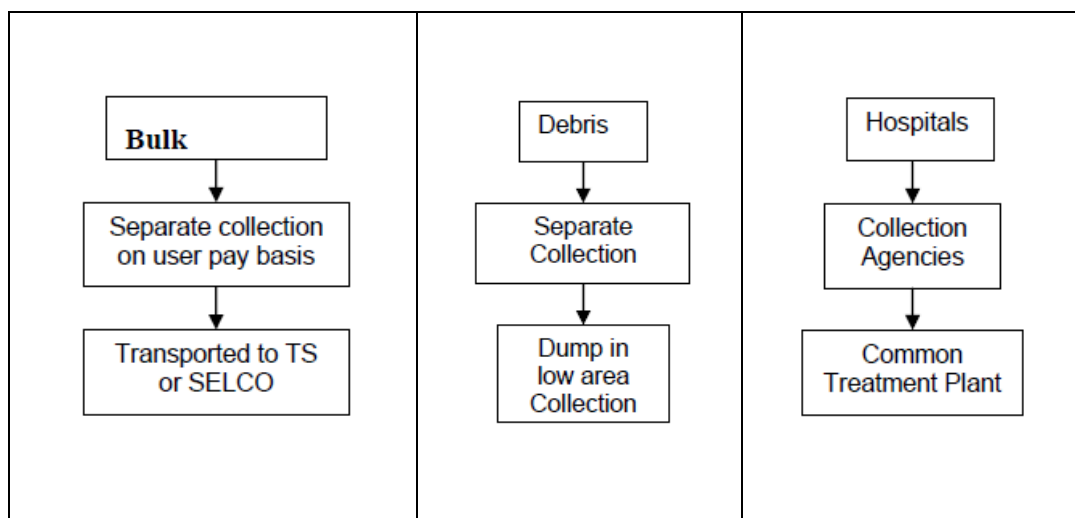 Bulk
Separate collection
on user pay basis
Transported to TS
or SELCO
Debris
Separate
Collection
Dump in
low area
Collection
Hospitals
Collection
Agencies
Common
Treatment Plant